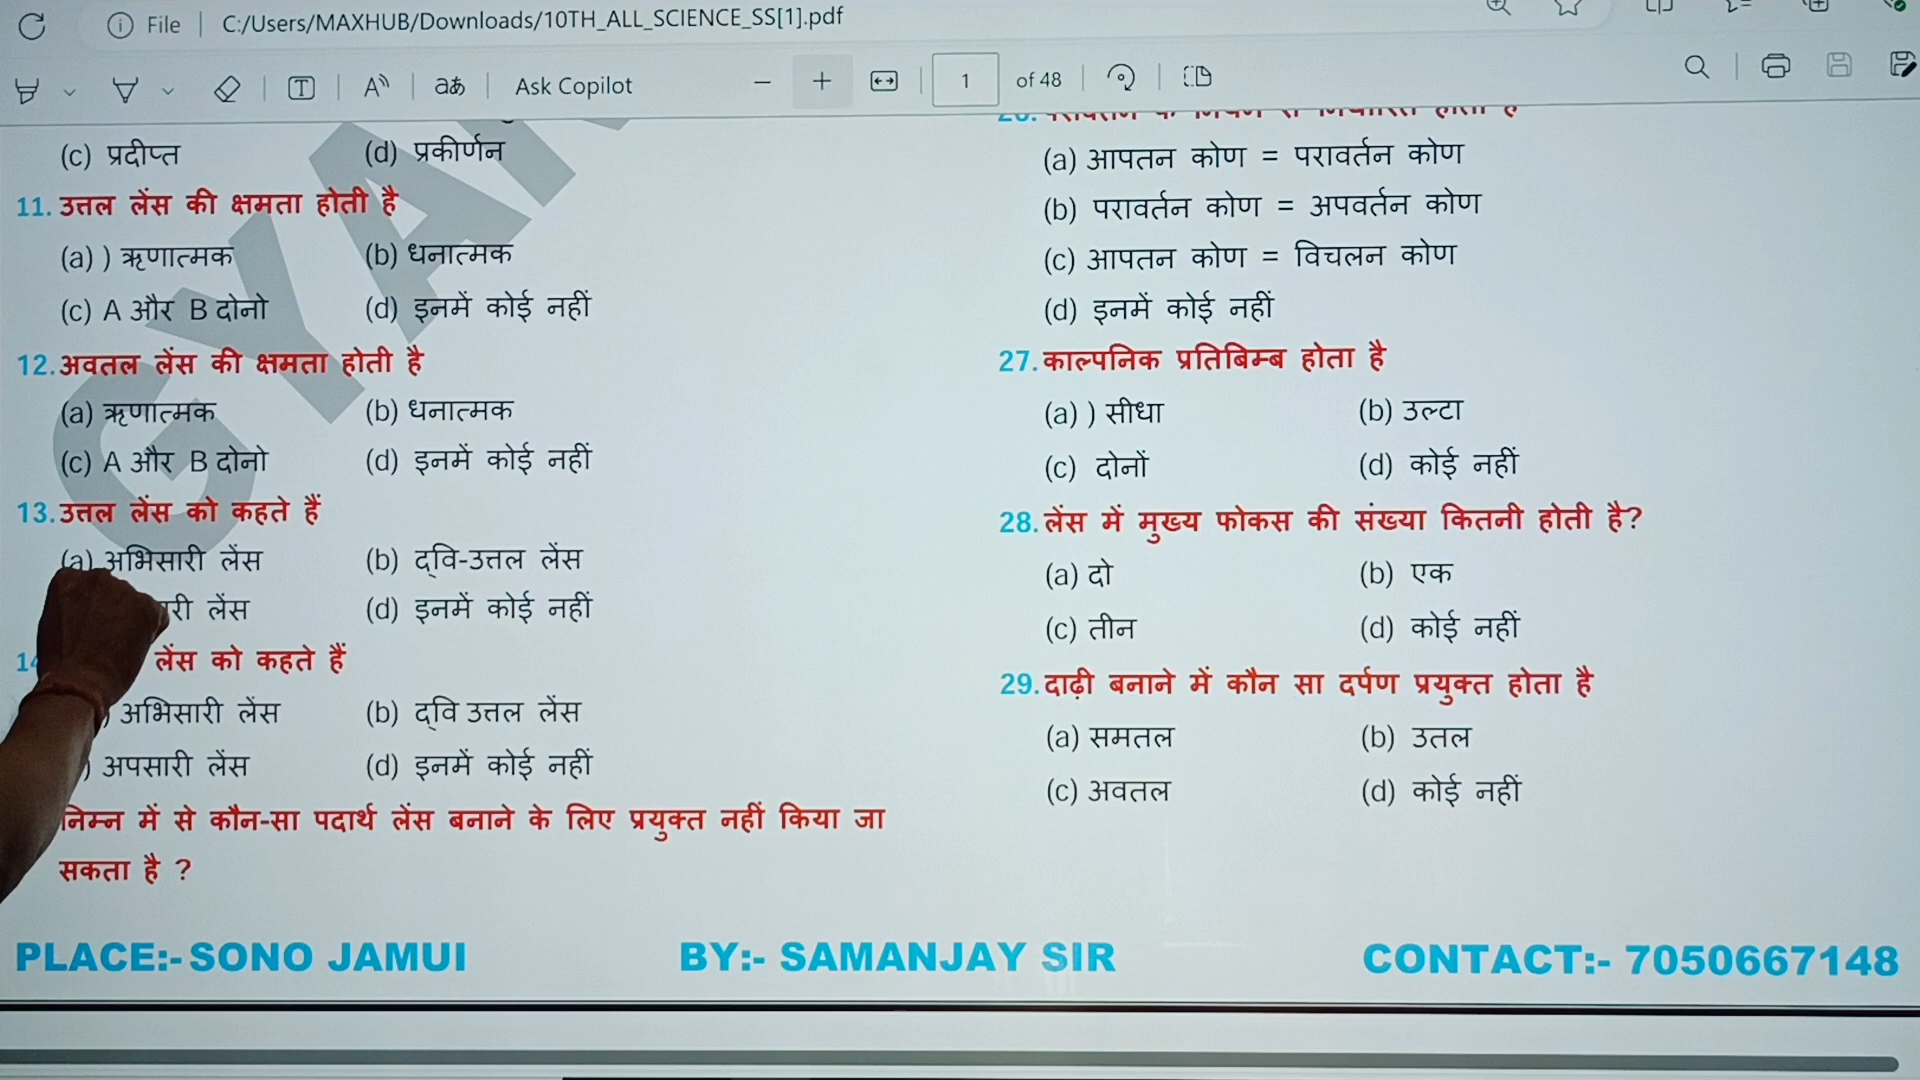 File | C:/Users/MAXHUB/Downloads/10TH_ALL_SCIENCE_SS[1].pdf
T A aあ Ask Copilot − + 1 of 48
(c) प्रदीप्त (d) प्रकीर्णन
11. उत्तल लेंस की क्षमता होती है
(a) ) ऋणात्मक (b) धनात्मक
(c) A और B दोनो (d) इनमें कोई नहीं
12. अवतल लेंस की क्षमता होती है
(a) ऋणात्मक (b) धनात्मक
(c) A और B दोनो (d) इनमें कोई नहीं
13. उत्तल लेंस को कहते हैं
(a) अभिसारी लेंस (b) द्वि-उत्तल लेंस
लेंस (d) इनमें कोई नहीं
लेंस को कहते हैं
) अभिसारी लेंस (b) द्वि उत्तल लेंस
) अपसारी लेंस (d) इनमें कोई नहीं
निम्न में से कौन-सा पदार्थ लेंस बनाने के लिए प्रयुक्त नहीं किया जा
सकता है ?
(a) आपतन कोण = परावर्तन कोण
(b) परावर्तन कोण = अपवर्तन कोण
(c) आपतन कोण = विचलन कोण
(d) इनमें कोई नहीं
27. काल्पनिक प्रतिबिम्ब होता है
(a) ) सीधा (b) उल्टा
(c) दोनों (d) कोई नहीं
28. लेंस में मुख्य फोकस की संख्या कितनी होती है?
(a) दो (b) एक
(c) तीन (d) कोई नहीं
29. दाढ़ी बनाने में कौन सा दर्पण प्रयुक्त होता है
(a) समतल (b) उतल
(c) अवतल (d) कोई नहीं
PLACE:- SONO JAMUI BY:- SAMANJAY SIR CONTACT:- 7050667148